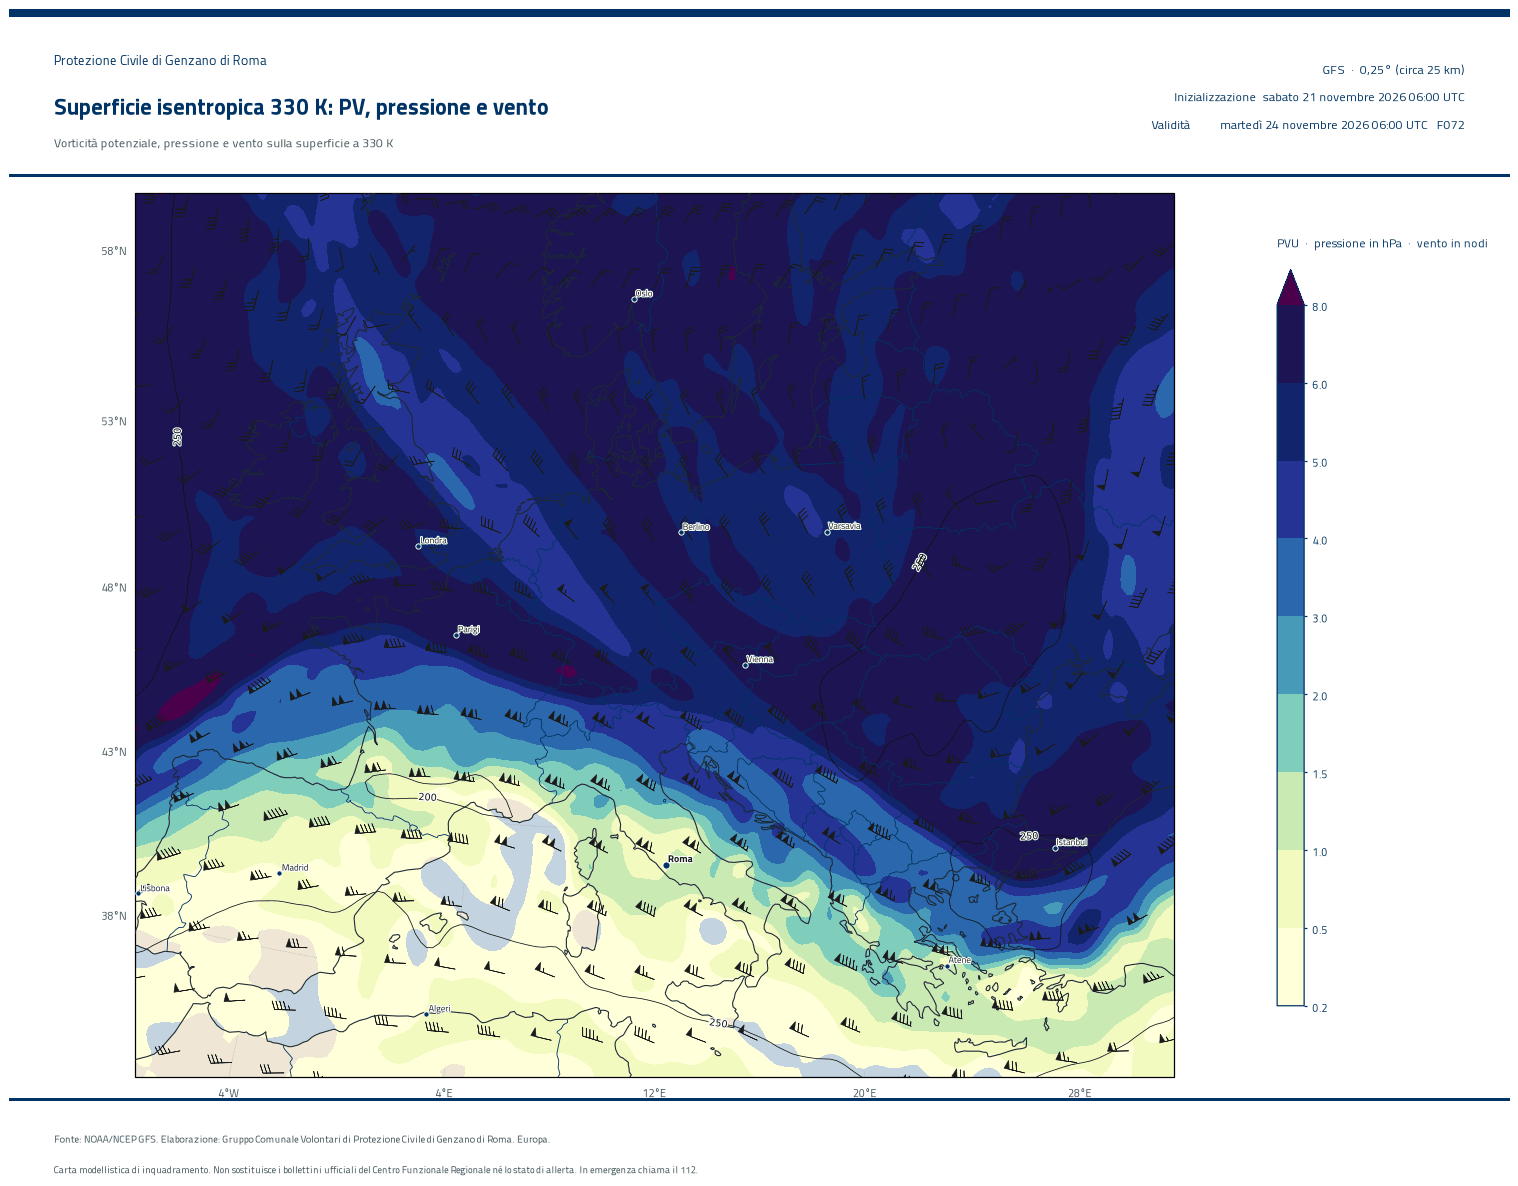 Protezione Civile di Genzano di Roma
Superficie isentropica 330 K: PV, pressione e vento
Vorticità potenziale, pressione e vento sulla superficie a 330 K
GFS · 0,25° (circa 25 km)
Inizializzazione sabato 21 novembre 2026 06:00 UTC
Validità martedì 24 novembre 2026 06:00 UTC F072
PVU · pressione in hPa · vento in nodi
58°N
53°N
48°N
43°N
38°N
4°W
4°E
12°E
20°E
28°E
8.0
6.0
5.0
4.0
3.0
2.0
1.5
1.0
0.5
0.2
Oslo
250
Berlino
Varsavia
Londra
Parigi
Vienna
200
250
Istanbul
Roma
Madrid
Lisbona
Atene
Algeri
250
Fonte: NOAA/NCEP GFS. Elaborazione: Gruppo Comunale Volontari di Protezione Civile di Genzano di Roma. Europa.
Carta modellistica di inquadramento. Non sostituisce i bollettini ufficiali del Centro Funzionale Regionale né lo stato di allerta. In emergenza chiama il 112.